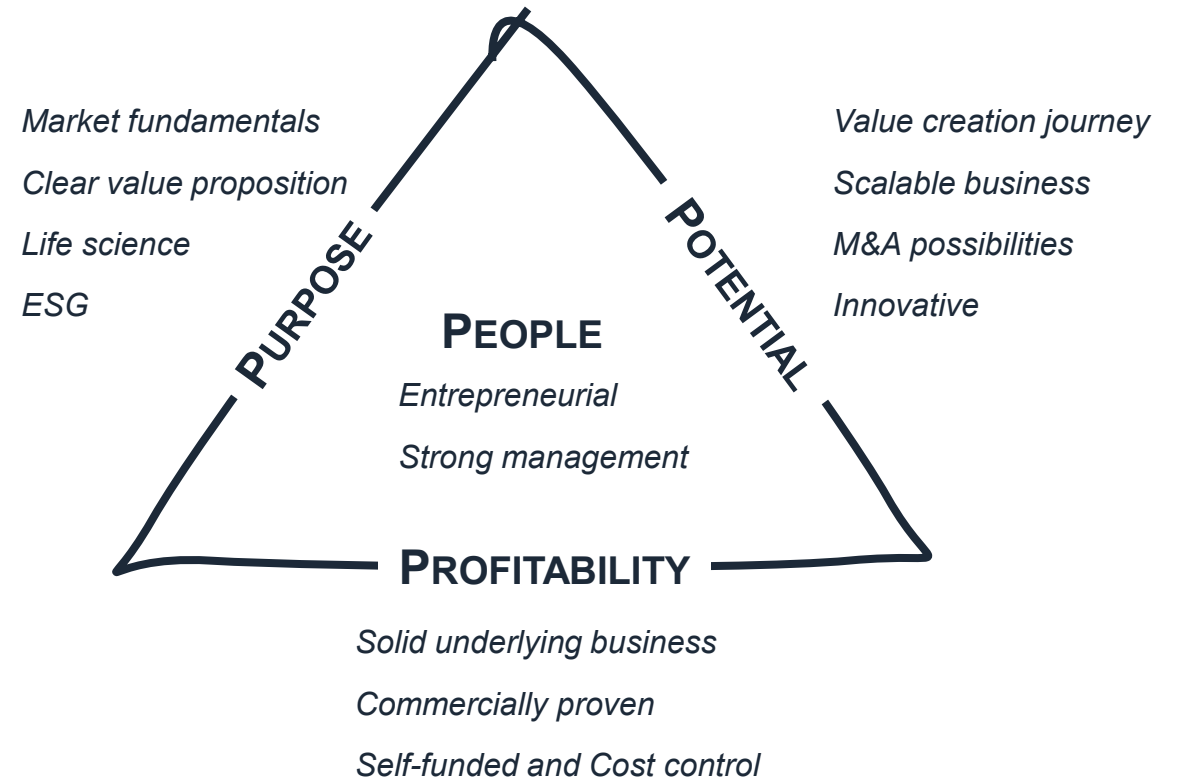 Market fundamentals
Clear value proposition
Life science
ESG
PURPOSE
Value creation journey
Scalable business
M&A possibilities
Innovative
POTENTIAL
PEOPLE
Entrepreneurial
Strong management
PROFITABILITY
Solid underlying business
Commercially proven
Self-funded and Cost control